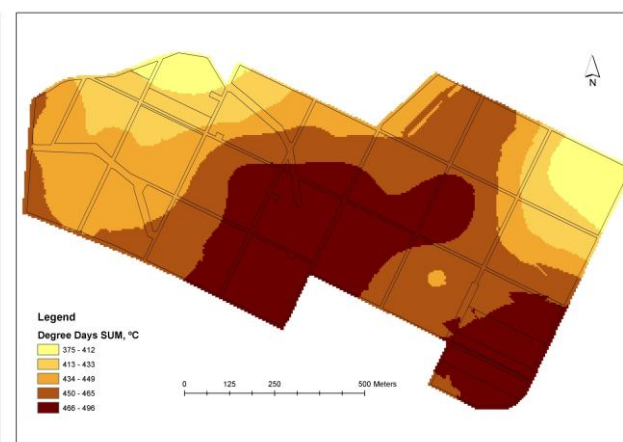 N
Legend
Degree Days SUM, ºC
375 - 412
413 - 433
434 - 449
450 - 465
466 - 496
0 125 250 500 Meters